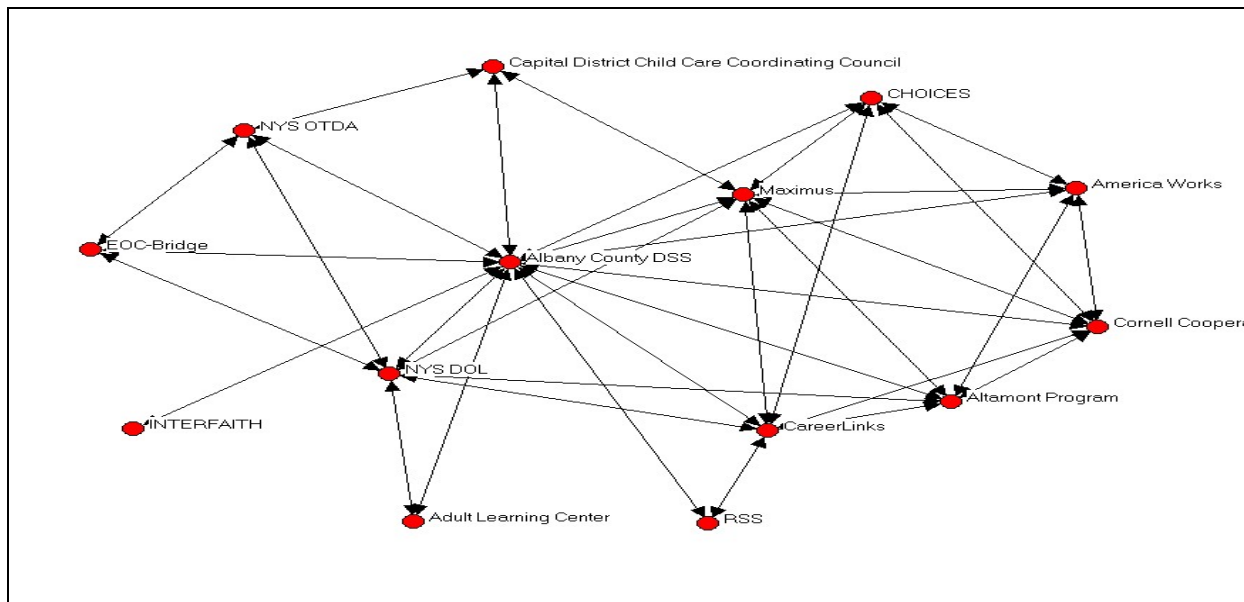 Capital District Child Care Coordinating Council
CHOICES
NYS OTDA
America Works
Maximus
EOC-Bridge
Albany County DSS
Cornell Coopera
NYS DOL
Altamont Program
INTERFAITH
CareerLinks
Adult Learning Center
RSS